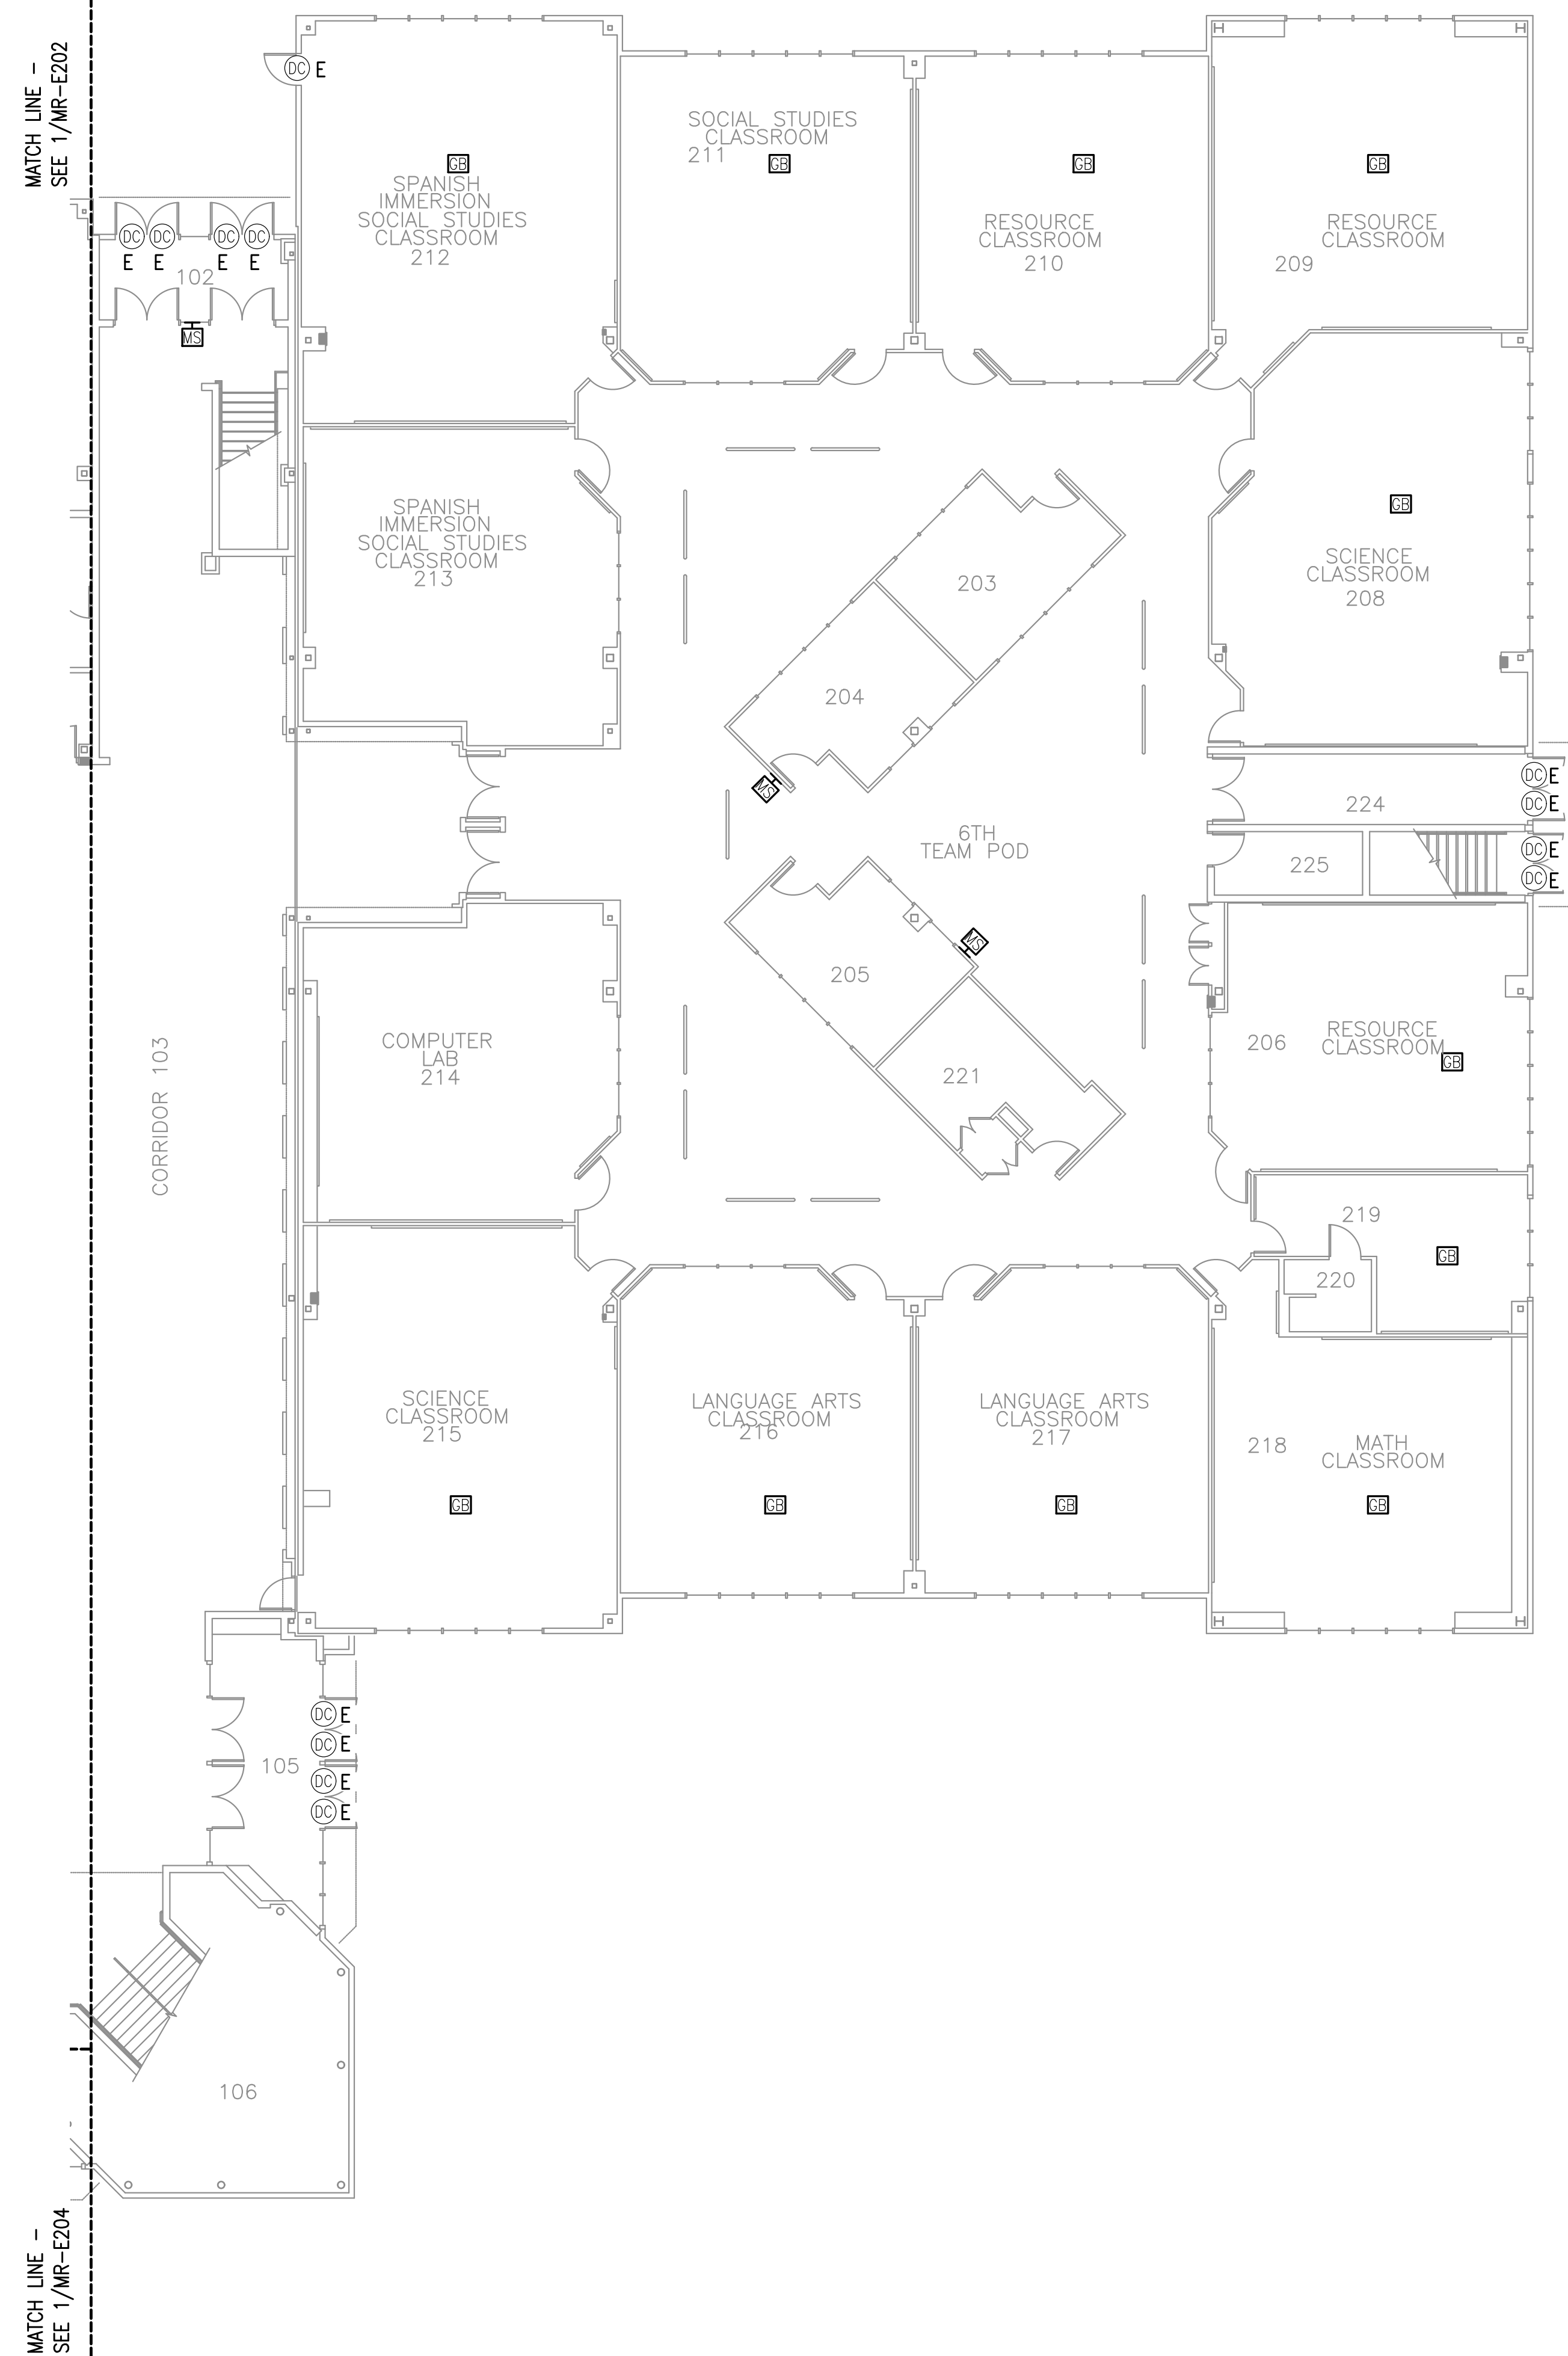 MATCH LINE -
SEE 1/MR-E202
DC E
GB
SPANISH
IMMERSION
SOCIAL STUDIES
CLASSROOM
212
SOCIAL STUDIES
CLASSROOM
211
GB
GB
RESOURCE
CLASSROOM
210
GB
RESOURCE
CLASSROOM
209
DC DC DC DC
E E E E
102
MS
SPANISH
IMMERSION
SOCIAL STUDIES
CLASSROOM
213
203
204
MS
GB
SCIENCE
CLASSROOM
208
6TH
TEAM POD
224
DC E
DC E
225
DC E
DC E
205
MS
221
206
RESOURCE
CLASSROOM
GB
COMPUTER
LAB
214
CORRIDOR 103
219
GB
220
SCIENCE
CLASSROOM
215
GB
LANGUAGE ARTS
CLASSROOM
216
GB
LANGUAGE ARTS
CLASSROOM
217
GB
218
MATH
CLASSROOM
GB
DC E
DC E
105
DC E
DC E
106
MATCH LINE -
SEE 1/MR-E204